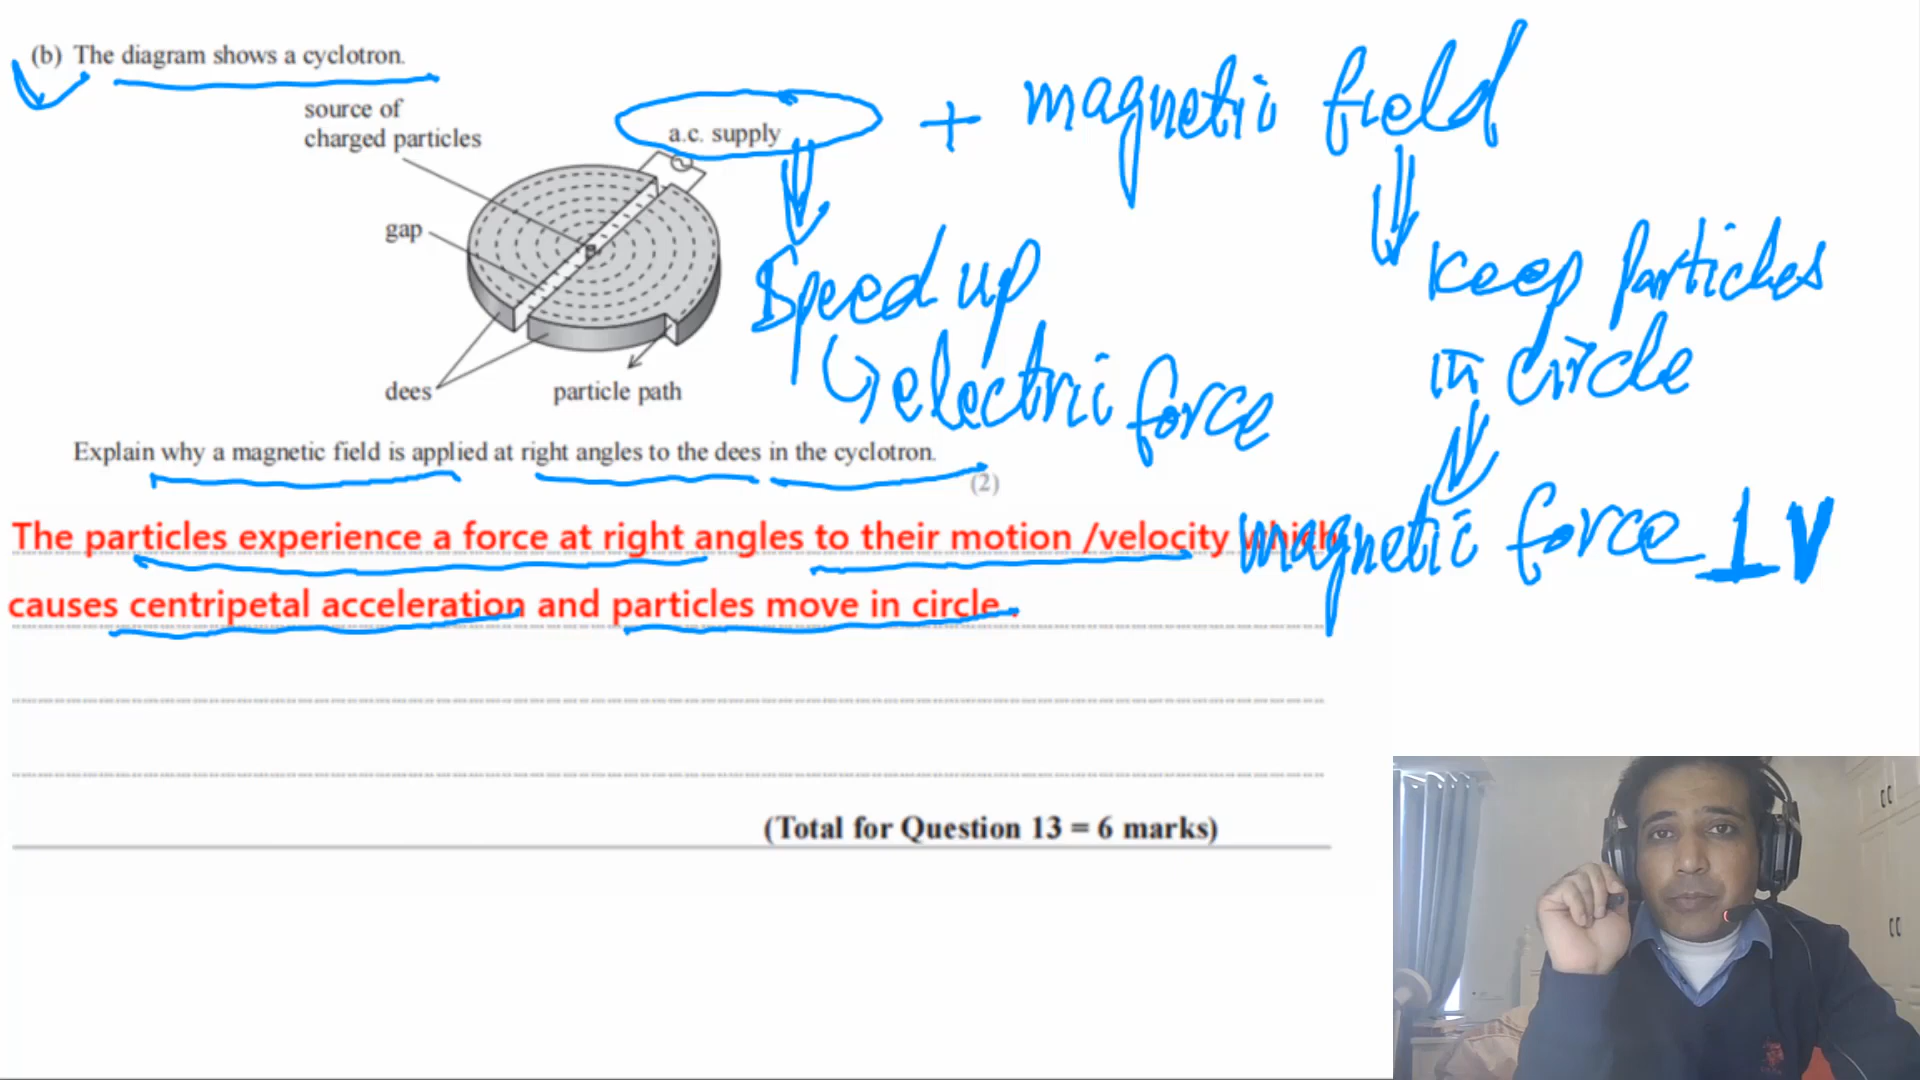 (b) The diagram shows a cyclotron.
source of
charged particles
a.c. supply
+ magnetic field
gap
Speed up
Keep particles
electric force
in circle
dees
particle path
Explain why a magnetic field is applied at right angles to the dees in the cyclotron.
(2)
magnetic force ⊥ V
The particles experience a force at right angles to their motion /velocity which
causes centripetal acceleration and particles move in circle.
(Total for Question 13 = 6 marks)